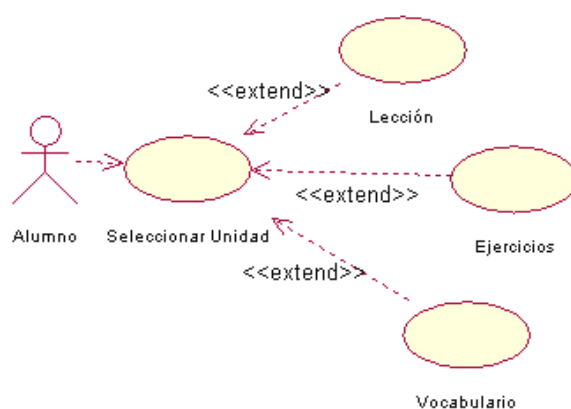 <<extend>>
Lección
<<extend>>
Alumno
Seleccionar Unidad
Ejercicios
<<extend>>
Vocabulario